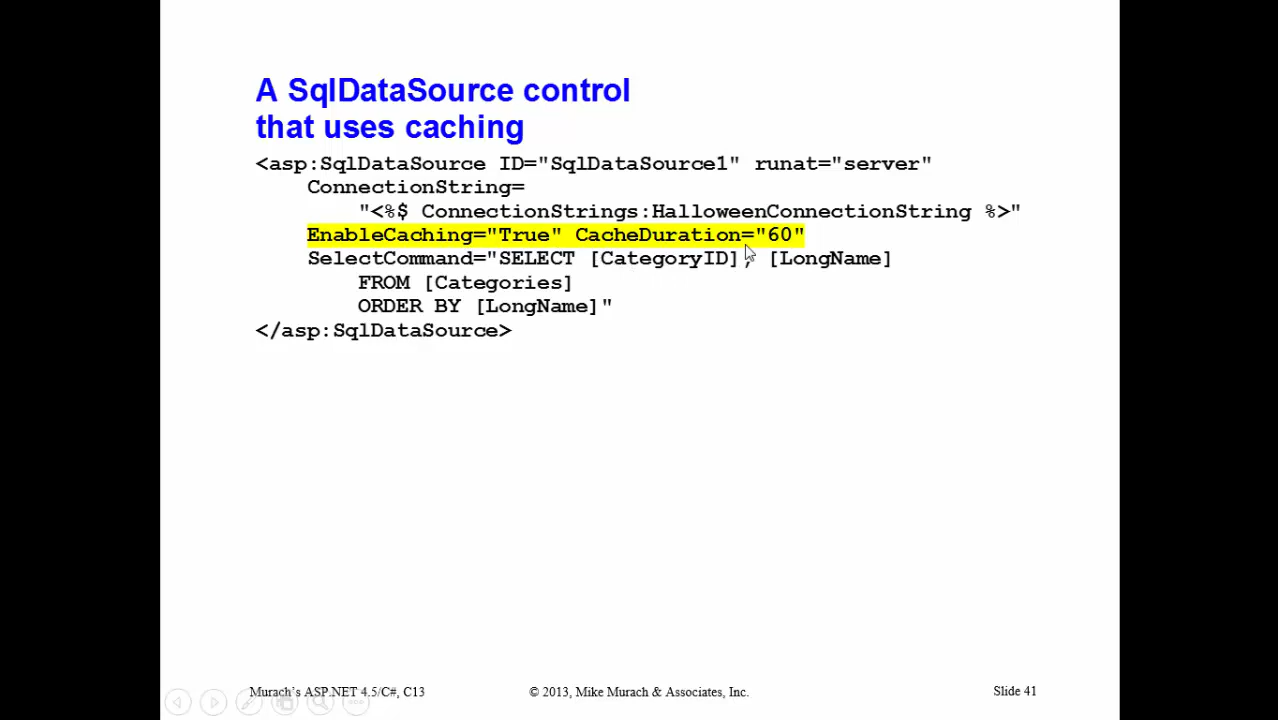 A SqlDataSource control
that uses caching
<asp:SqlDataSource ID="SqlDataSource1" runat="server"
ConnectionString=
"<%$ ConnectionStrings:HalloweenConnectionString %>"
EnableCaching="True" CacheDuration="60"
SelectCommand="SELECT [CategoryID], [LongName]
FROM [Categories]
ORDER BY [LongName]"
</asp:SqlDataSource>
Murach's ASP.NET 4.5/C#, C13
© 2013, Mike Murach & Associates, Inc.
Slide 41